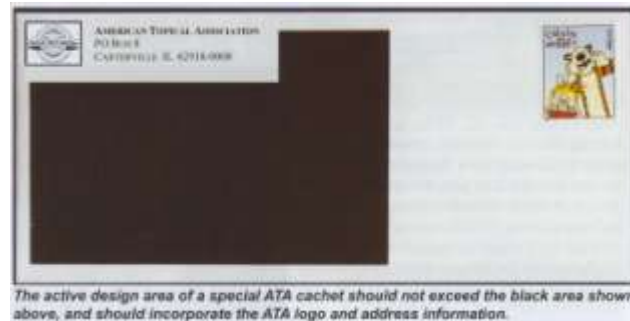 AMERICAN TOPICAL ASSOCIATION
PO BOX 8
CARTERVILLE IL 62918-0008
The active design area of a special ATA cachet should not exceed the black area shown
above, and should incorporate the ATA logo and address information.